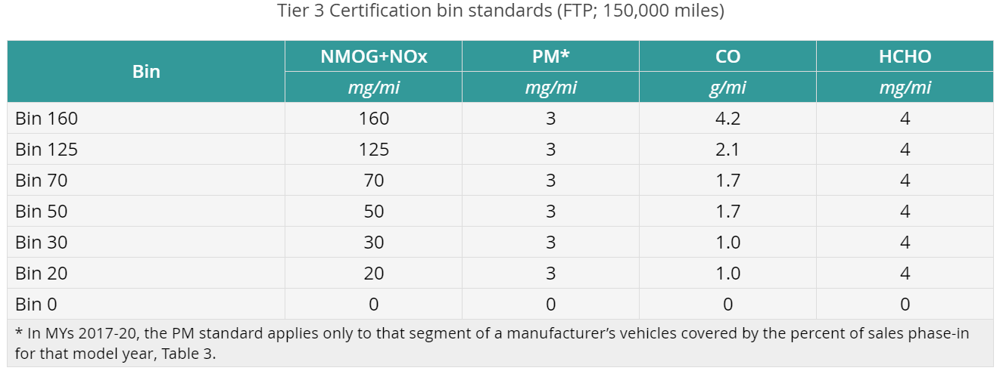 Tier 3 Certification bin standards (FTP; 150,000 miles)
Bin NMOG+NOx PM* CO HCHO
mg/mi mg/mi g/mi mg/mi
Bin 160 160 3 4.2 4
Bin 125 125 3 2.1 4
Bin 70 70 3 1.7 4
Bin 50 50 3 1.7 4
Bin 30 30 3 1.0 4
Bin 20 20 3 1.0 4
Bin 0 0 0 0 0
* In MYs 2017-20, the PM standard applies only to that segment of a manufacturer’s vehicles covered by the percent of sales phase-in
for that model year, Table 3.